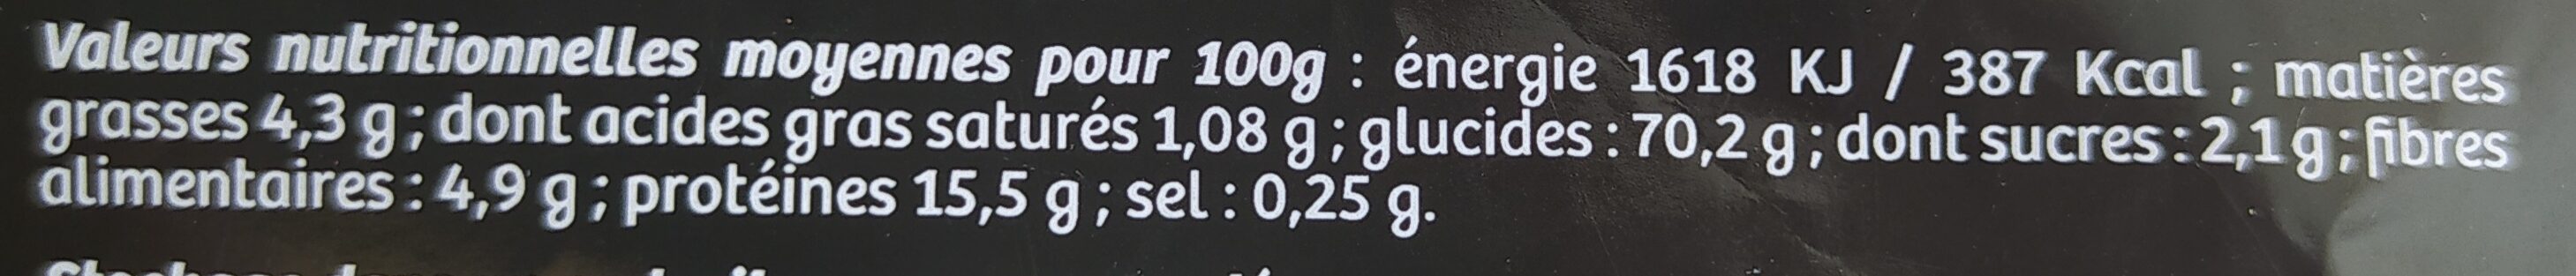 Valeurs nutritionnelles moyennes pour 100g : énergie 1618 KJ / 387 Kcal ; matières
grasses 4,3 g ; dont acides gras saturés 1,08 g ; glucides : 70,2 g ; dont sucres : 2,1 g ; fibres
alimentaires : 4,9 g ; protéines 15,5 g ; sel : 0,25 g.